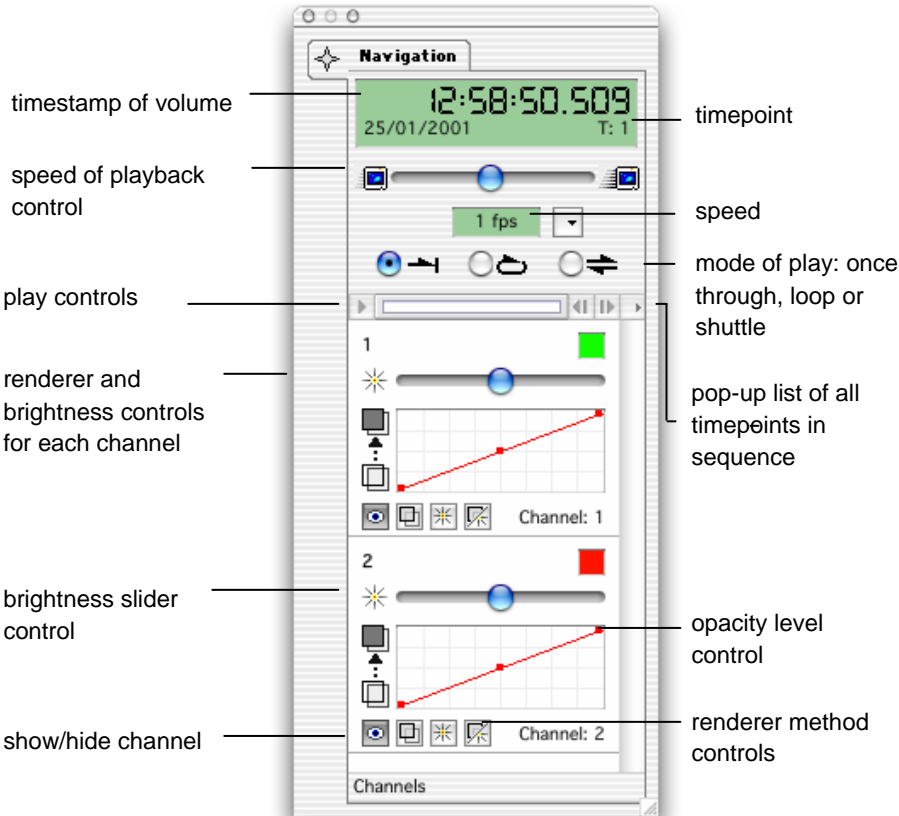 Navigation
timestamp of volume
12:58:50.509
25/01/2001 T: 1
timepoint
speed of playback
control
1 fps
speed
mode of play: once
through, loop or
shuttle
play controls
1
renderer and
brightness controls
for each channel
pop-up list of all
timepoints in
sequence
Channel: 1
2
brightness slider
control
opacity level
control
show/hide channel
Channel: 2
renderer method
controls
Channels